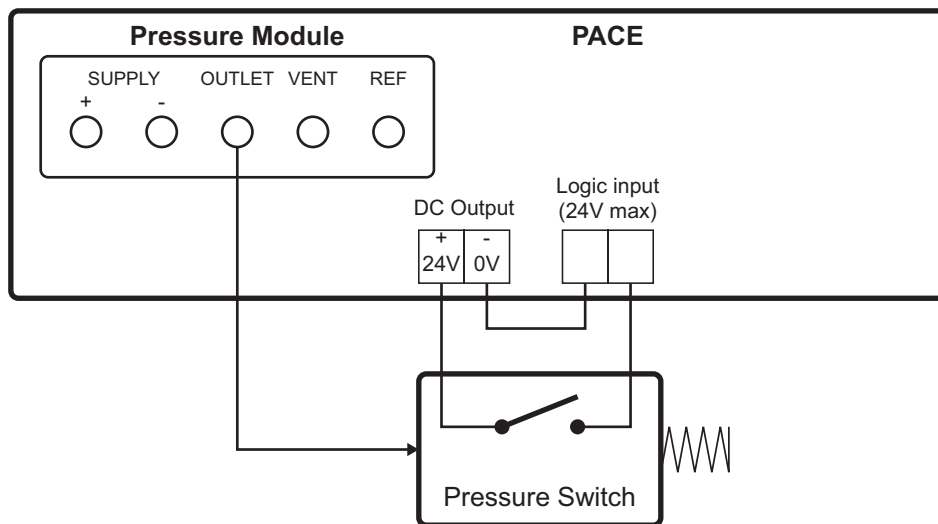 Pressure Module PACE
SUPPLY OUTLET VENT REF
+ -
Logic input
(24V max)
DC Output
+ -
24V 0V
Pressure Switch